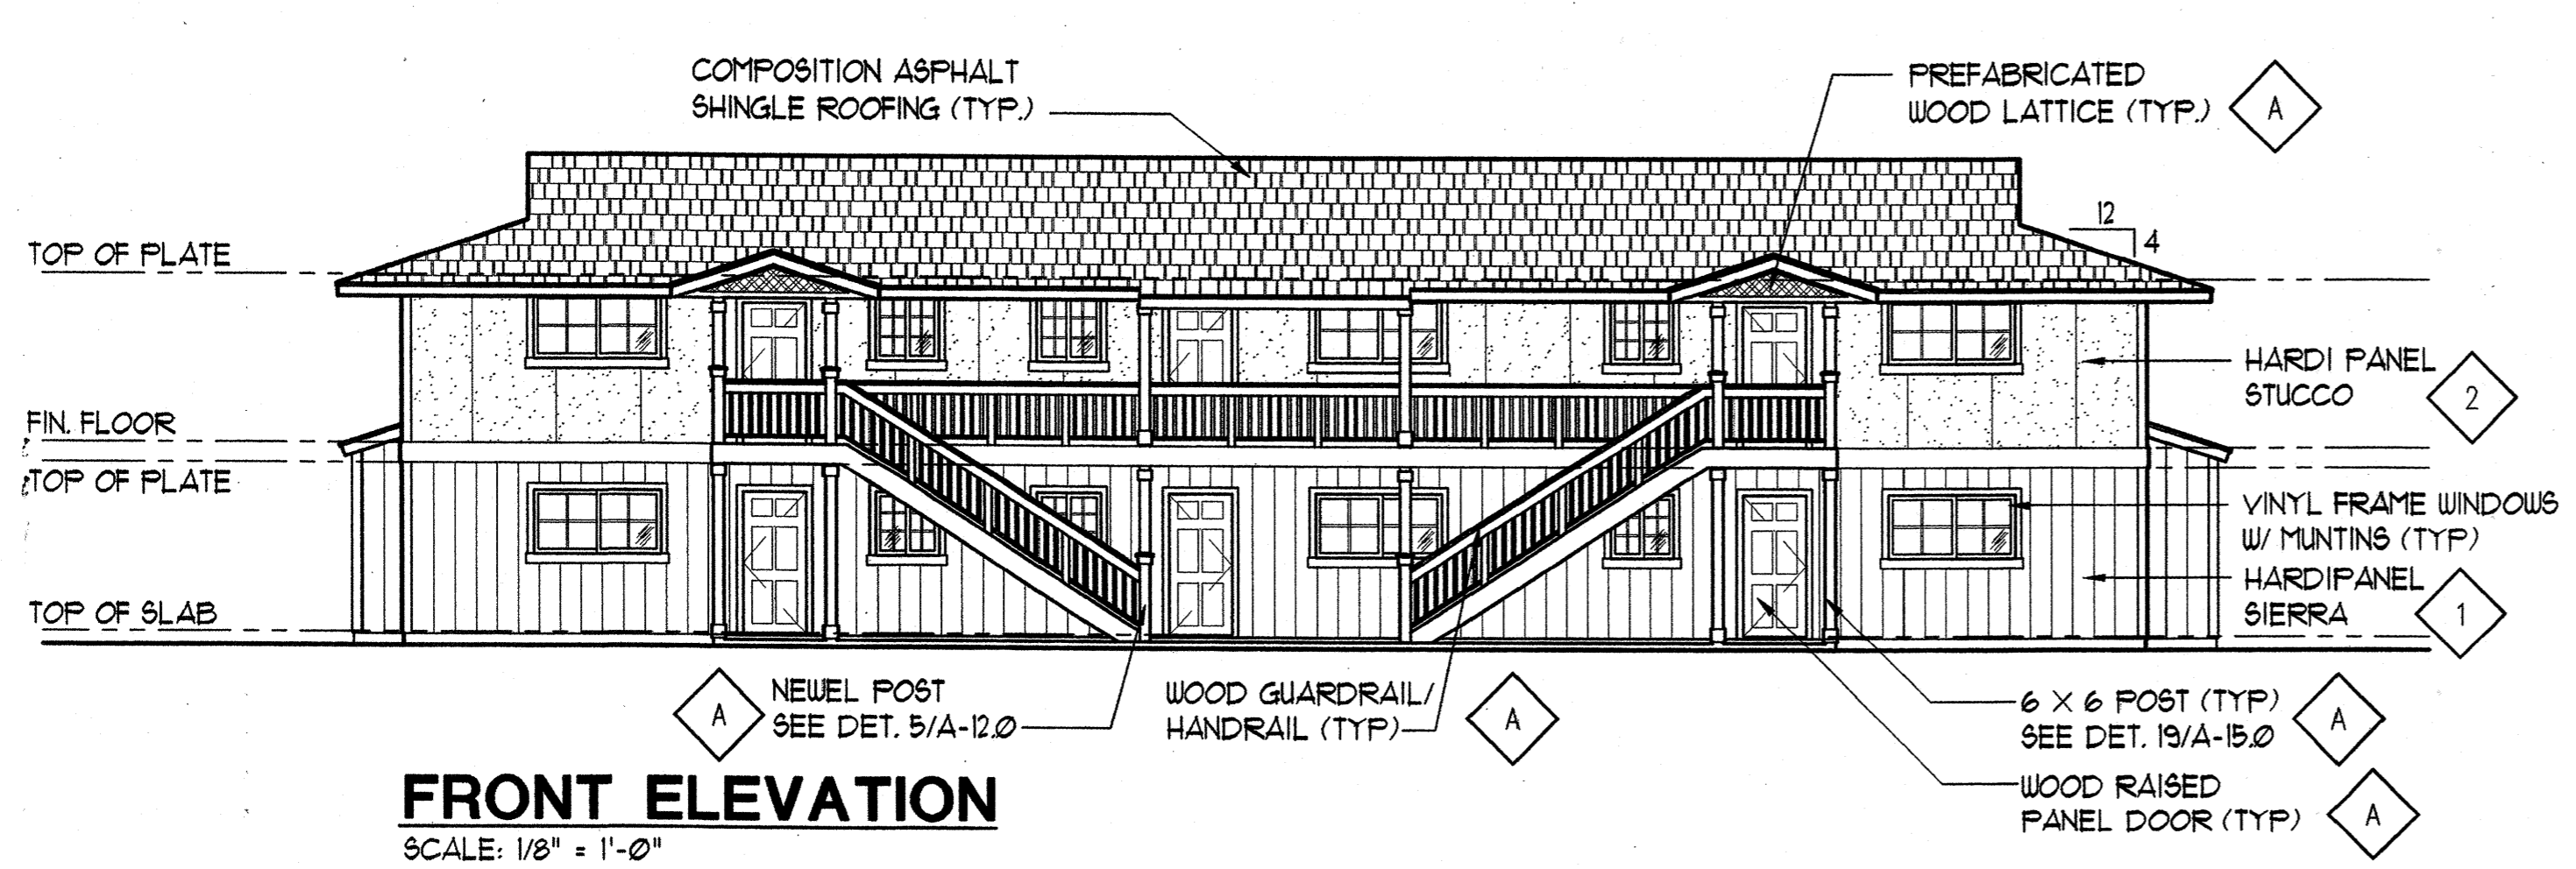 COMPOSITION ASPHALT
SHINGLE ROOFING (TYP.)
PREFABRICATED
WOOD LATTICE (TYP.)
A
12
4
TOP OF PLATE
HARDI PANEL
STUCCO
2
FIN. FLOOR
TOP OF PLATE
VINYL FRAME WINDOWS
W/ MUNTINS (TYP)
HARDIPANEL
SIERRA
1
TOP OF SLAB
A
NEWEL POST
SEE DET. 5/A-12.0
WOOD GUARDRAIL/
HANDRAIL (TYP)
A
6 X 6 POST (TYP)
SEE DET. 19/A-15.0
A
WOOD RAISED
PANEL DOOR (TYP)
A
FRONT ELEVATION
SCALE: 1/8" = 1'-0"